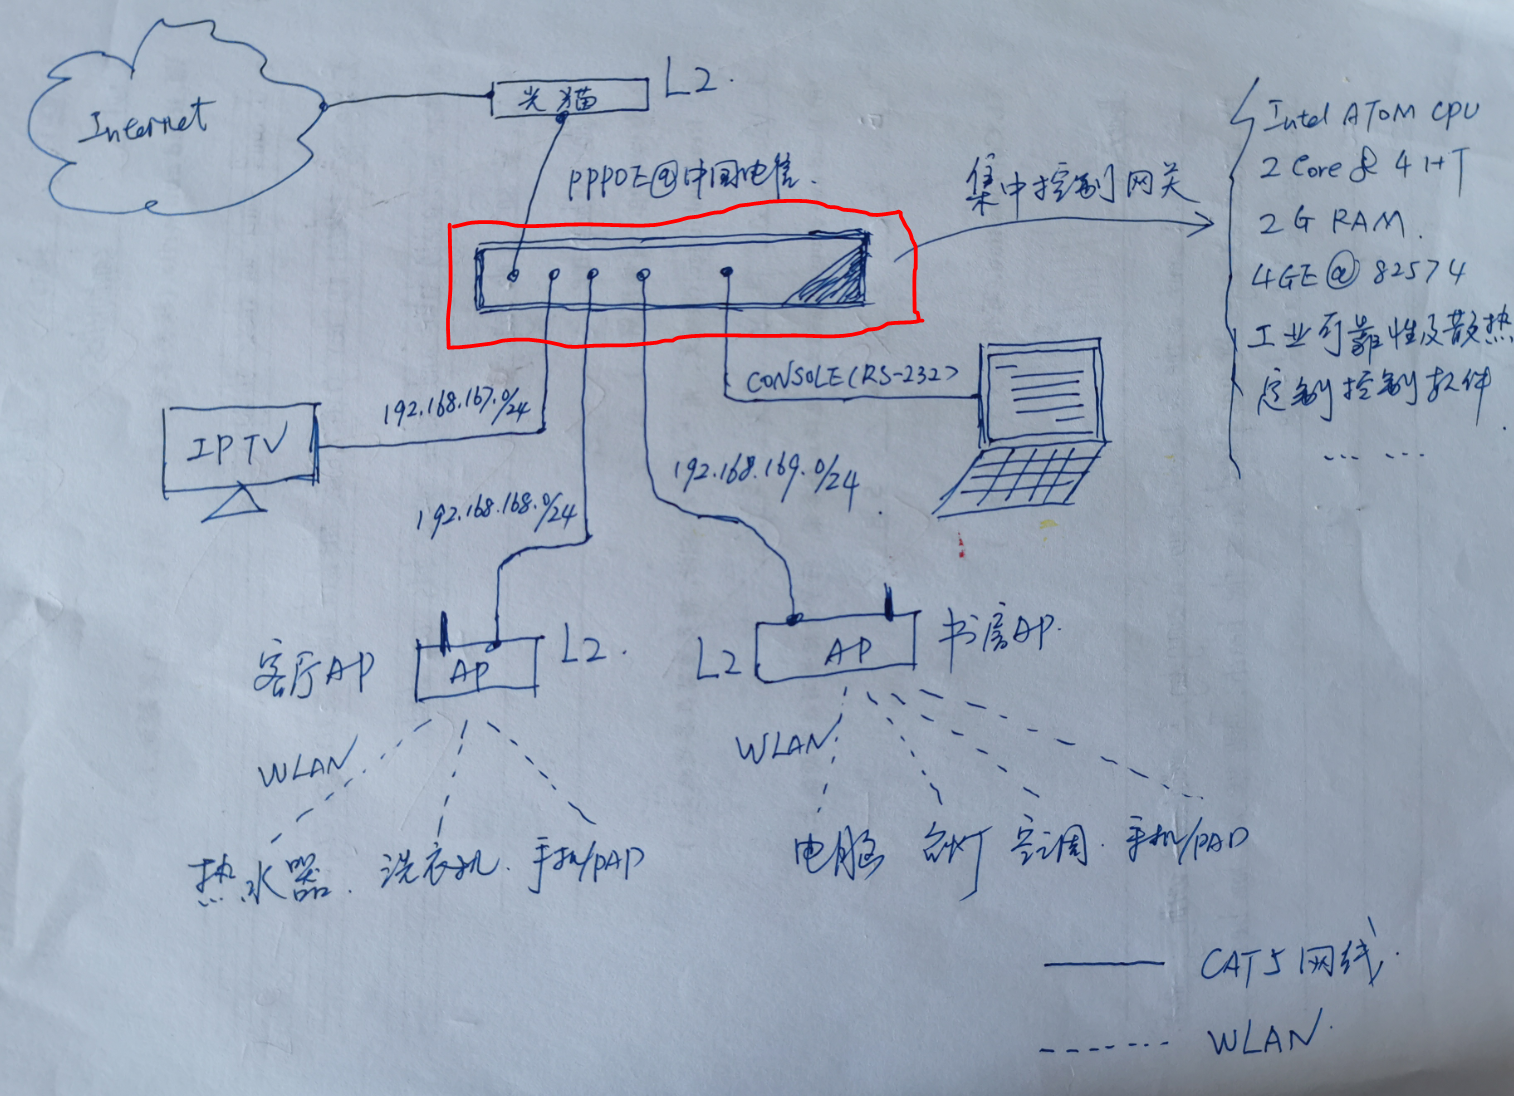 Internet
光猫
L2.
PPPOE@中国电信.
集中控制网关
Intel ATOM CPU
2 Core & 4 HT
2G RAM.
4GE@82574
工业可靠性及散热
定制控制软件.
... ...
CONSOLE(RS-232)
IPTV
192.168.167.0/24
192.168.168.0/24
192.168.169.0/24
客厅AP
AP
L2.
L2
AP
书房AP.
WLAN
WLAN
热水器. 洗衣机. 手机/PAD
电脑 台灯 空调. 手机/PAD
CAT5网线.
WLAN.